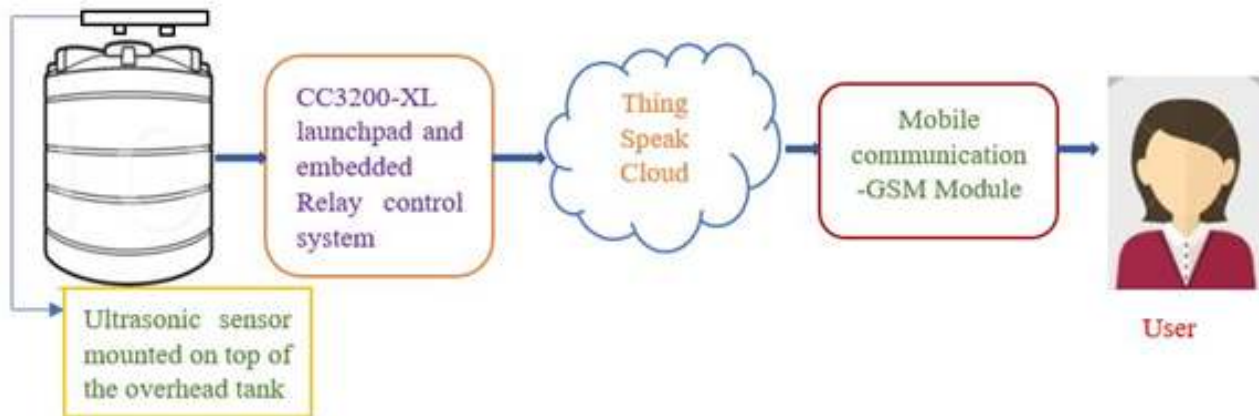 CC3200-XL
launchpad and
embedded
Relay control
system
Thing
Speak
Cloud
Mobile
communication
-GSM Module
User
Ultrasonic sensor
mounted on top of
the overhead tank